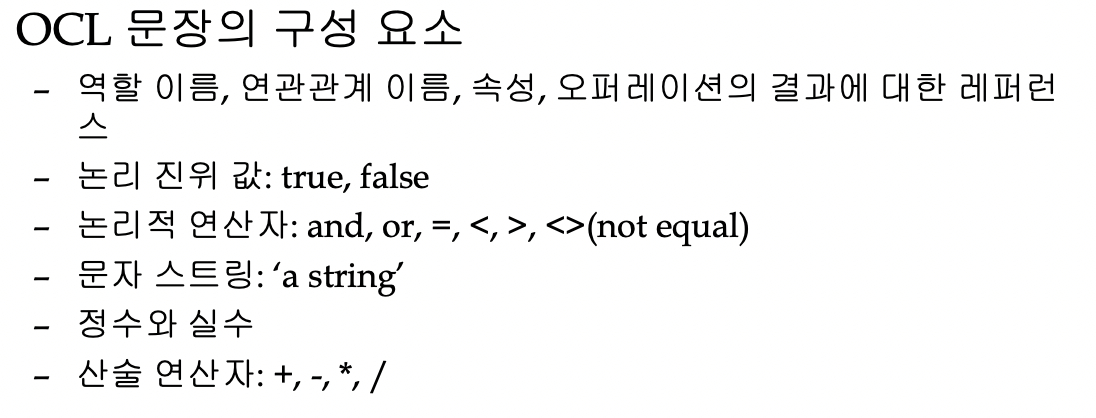 OCL 문장의 구성 요소
– 역할 이름, 연관관계 이름, 속성, 오퍼레이션의 결과에 대한 레퍼런
스
– 논리 진위 값: true, false
– 논리적 연산자: and, or, =, <, >, <>(not equal)
– 문자 스트링: ‘a string’
– 정수와 실수
– 산술 연산자: +, -, *, /